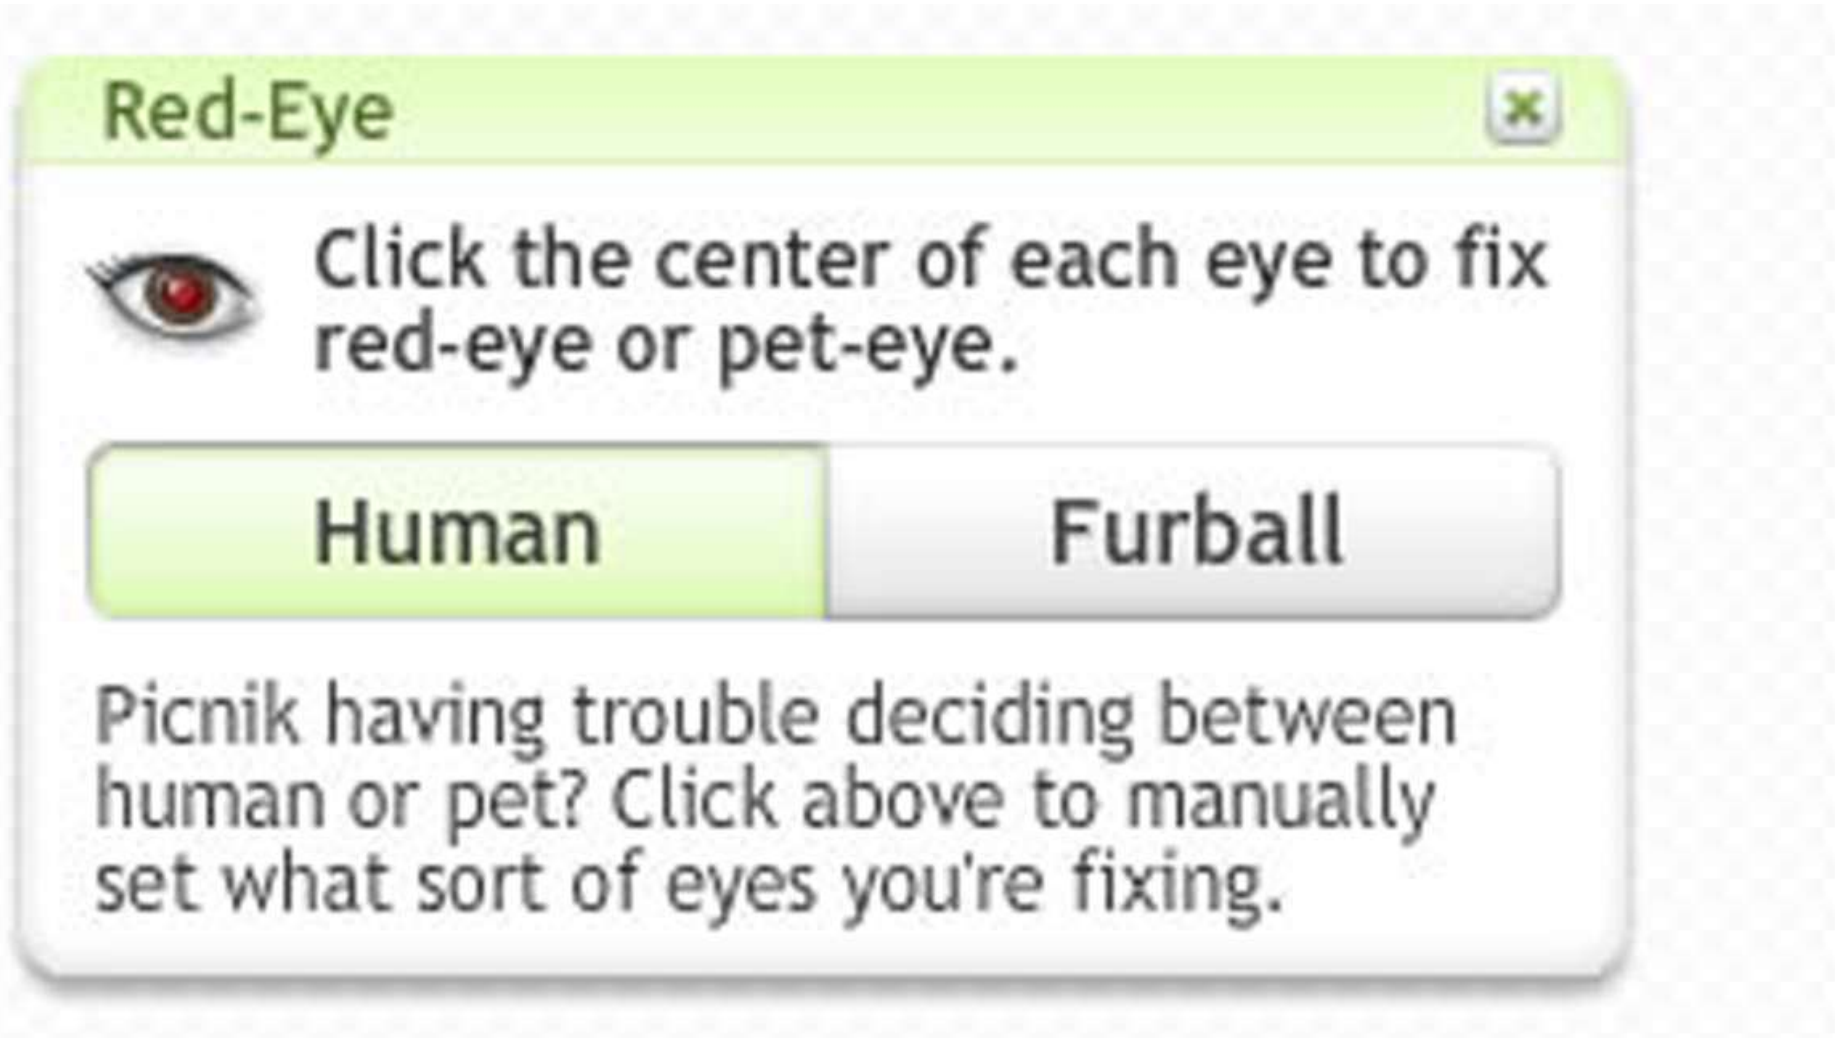 Red-Eye
Click the center of each eye to fix
red-eye or pet-eye.
Human
Furball
Picnik having trouble deciding between
human or pet? Click above to manually
set what sort of eyes you're fixing.